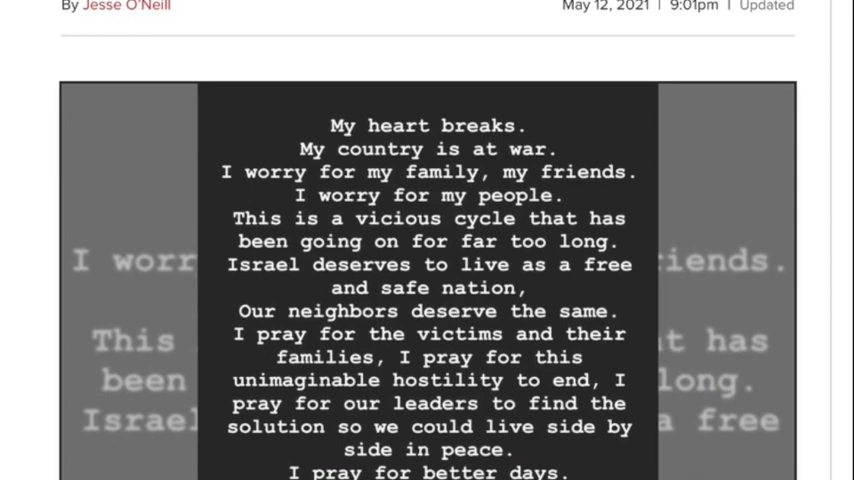 By Jesse O'Neill
May 12, 2021 | 9:01pm | Updated
My heart breaks.
My country is at war.
I worry for my family, my friends.
I worry for my people.
This is a vicious cycle that has
been going on for far too long.
Israel deserves to live as a free
and safe nation,
Our neighbors deserve the same.
I pray for the victims and their
families, I pray for this
unimaginable hostility to end, I
pray for our leaders to find the
solution so we could live side by
side in peace.
I pray for better days.
I worr
iends.
This
t has
been
long.
Israel
a free